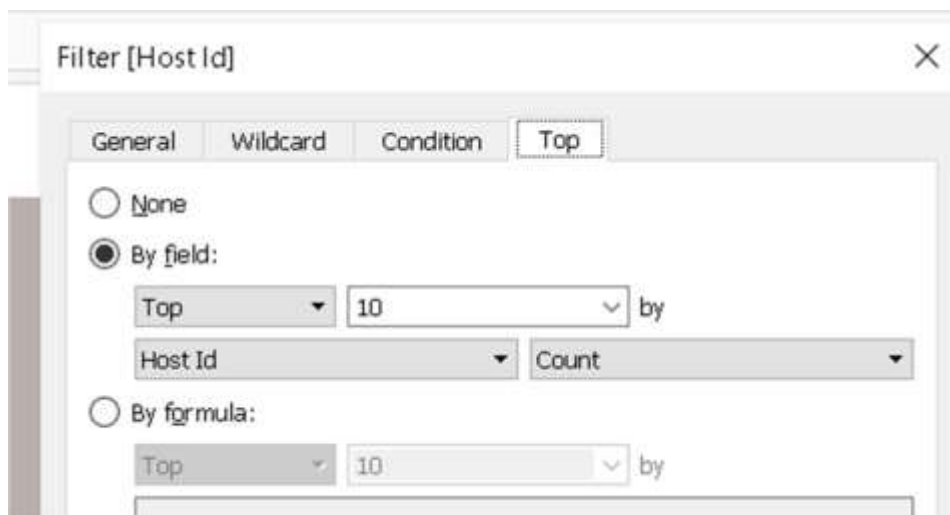 Filter [Host Id]
General Wildcard Condition Top
None
By field:
Top 10 by
Host Id Count
By formula:
Top 10 by